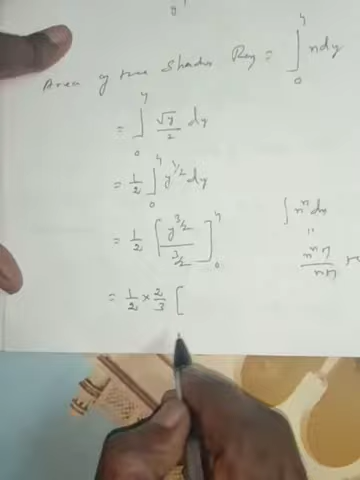 y
Area of the Shaded Reg = ∫₀⁴ x dy
= ∫₀⁴ √y/2 dy
= 1/2 ∫₀⁴ y^1/2 dy
= 1/2 [y^3/2 / 3/2]₀⁴
= 1/2 × 2/3 [
∫xⁿ dx
"
xⁿ⁺¹/n+1